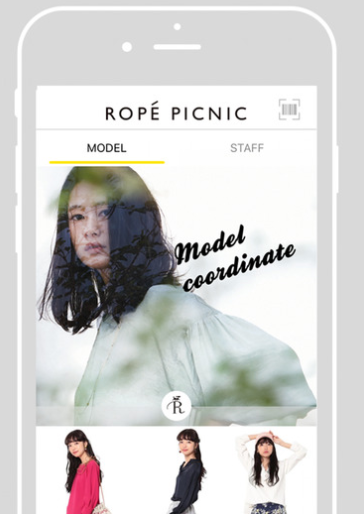 ROPÉ PICNIC
MODEL
STAFF
Model
coordinate
R